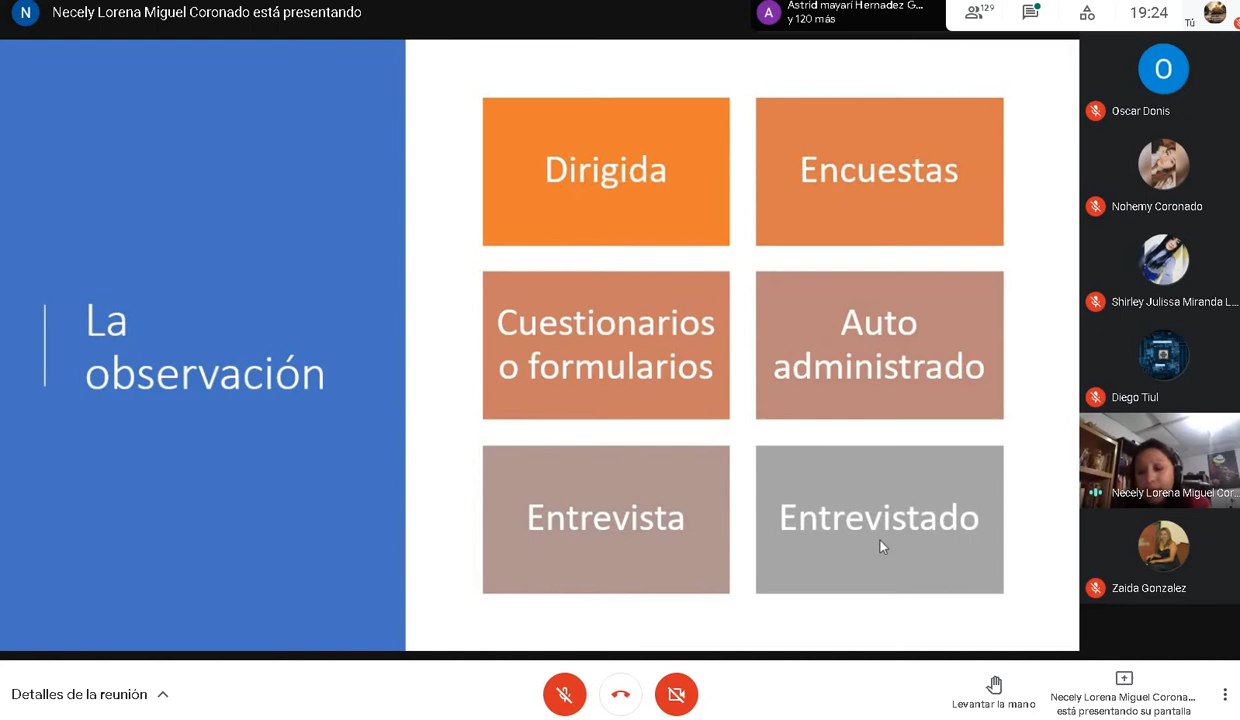 N
Necely Lorena Miguel Coronado está presentando
A
Astrid mayarí Hernadez G...
y 120 más
129
19:24
Tú
La
observación
Dirigida
Encuestas
Cuestionarios
o formularios
Auto
administrado
Entrevista
Entrevistado
O
Oscar Donis
Nohemy Coronado
Shirley Julissa Miranda L...
Diego Tiul
Necely Lorena Miguel Cor...
Zaida Gonzalez
Detalles de la reunión
Levantar la mano
Necely Lorena Miguel Corona...
está presentando su pantalla